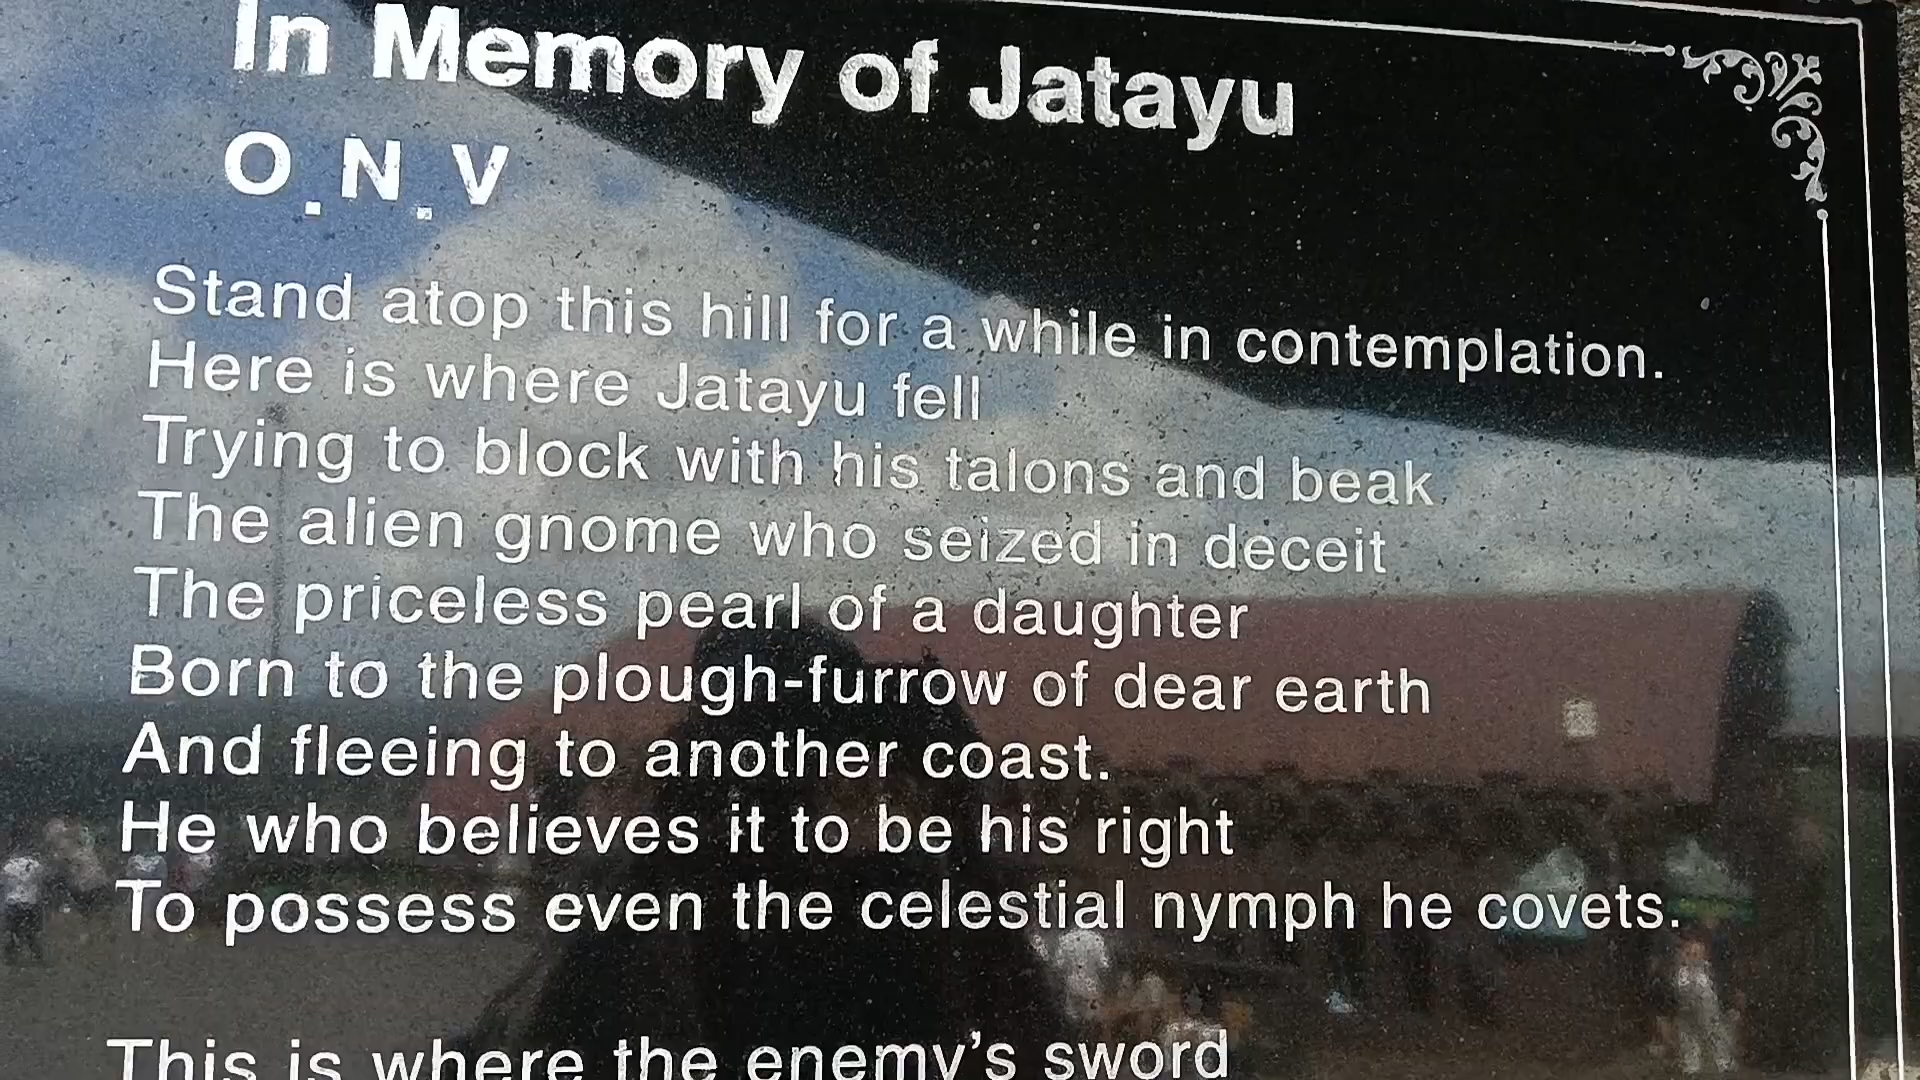 In Memory of Jatayu
O.N.V
Stand atop this hill for a while in contemplation.
Here is where Jatayu fell
Trying to block with his talons and beak
The alien gnome who seized in deceit
The priceless pearl of a daughter
Born to the plough-furrow of dear earth
And fleeing to another coast.
He who believes it to be his right
To possess even the celestial nymph he covets.
This is where the enemy's sword